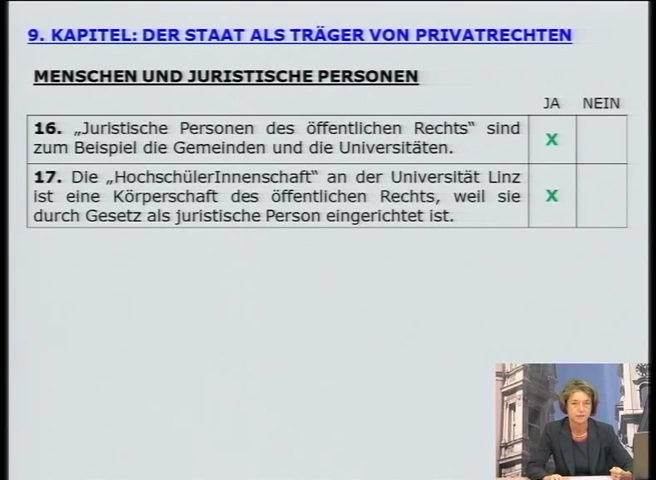 9. KAPITEL: DER STAAT ALS TRÄGER VON PRIVATRECHTEN
MENSCHEN UND JURISTISCHE PERSONEN
JA NEIN
16. „Juristische Personen des öffentlichen Rechts“ sind
zum Beispiel die Gemeinden und die Universitäten.
X
17. Die „HochschülerInnenschaft“ an der Universität Linz
ist eine Körperschaft des öffentlichen Rechts, weil sie
durch Gesetz als juristische Person eingerichtet ist.
X